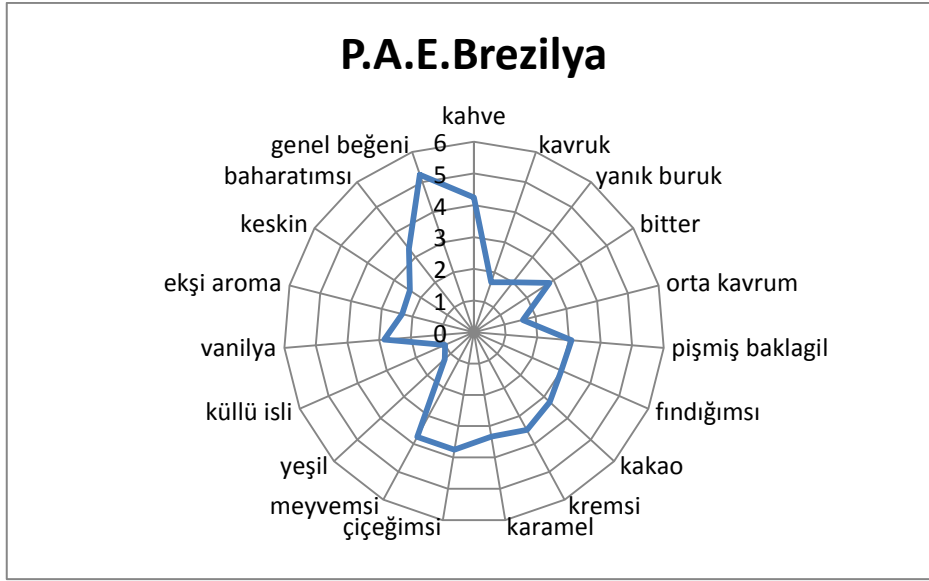 P.A.E.Brezilya
kahve
kavruk
yanık buruk
bitter
orta kavrum
pişmiş baklagil
fındığımsı
kakao
kremsi
karamel
çiçeğimsi
meyvemsi
yeşil
küllü isli
vanilya
ekşi aroma
keskin
baharatımsı
genel beğeni
6
5
4
3
2
1
0